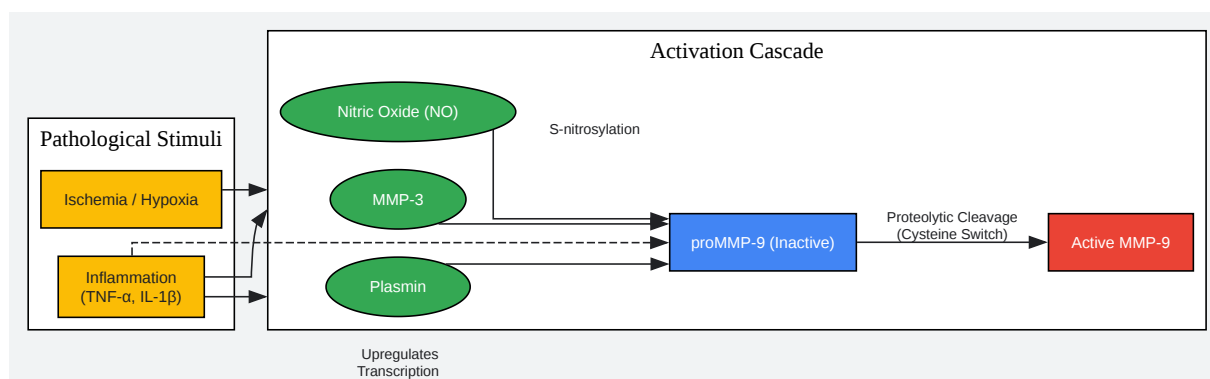 Activation Cascade
Pathological Stimuli
Ischemia / Hypoxia
Inflammation
(TNF-α, IL-1β)
Nitric Oxide (NO)
S-nitrosylation
MMP-3
Plasmin
proMMP-9 (Inactive)
Proteolytic Cleavage
(Cysteine Switch)
Active MMP-9
Upregulates
Transcription